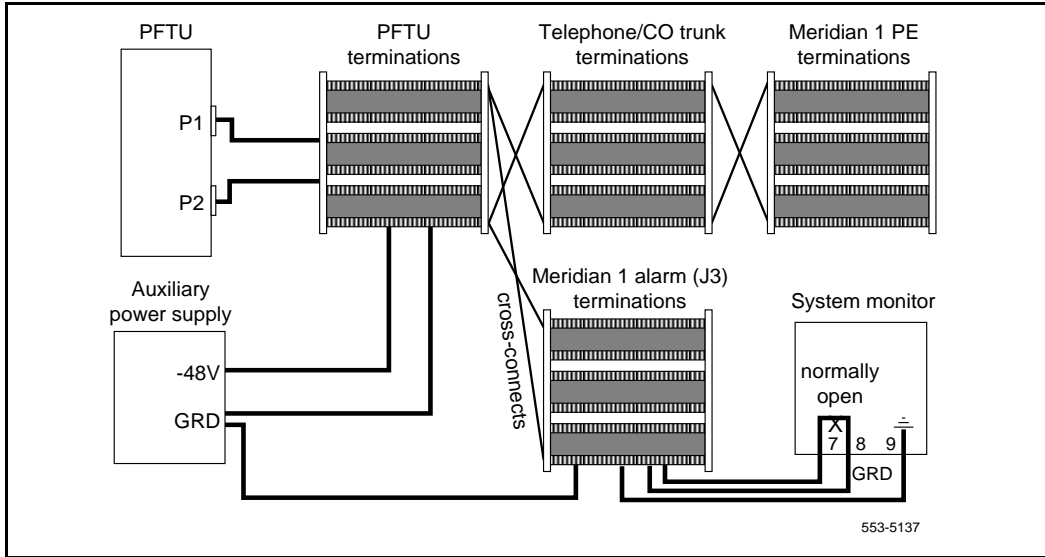 PFTU
PFTU
terminations
Telephone/CO trunk
terminations
Meridian 1 PE
terminations
P1
P2
Auxiliary
power supply
-48V
GRD
cross-connects
Meridian 1 alarm (J3)
terminations
System monitor
normally
open
X
7 8 9
GRD
553-5137